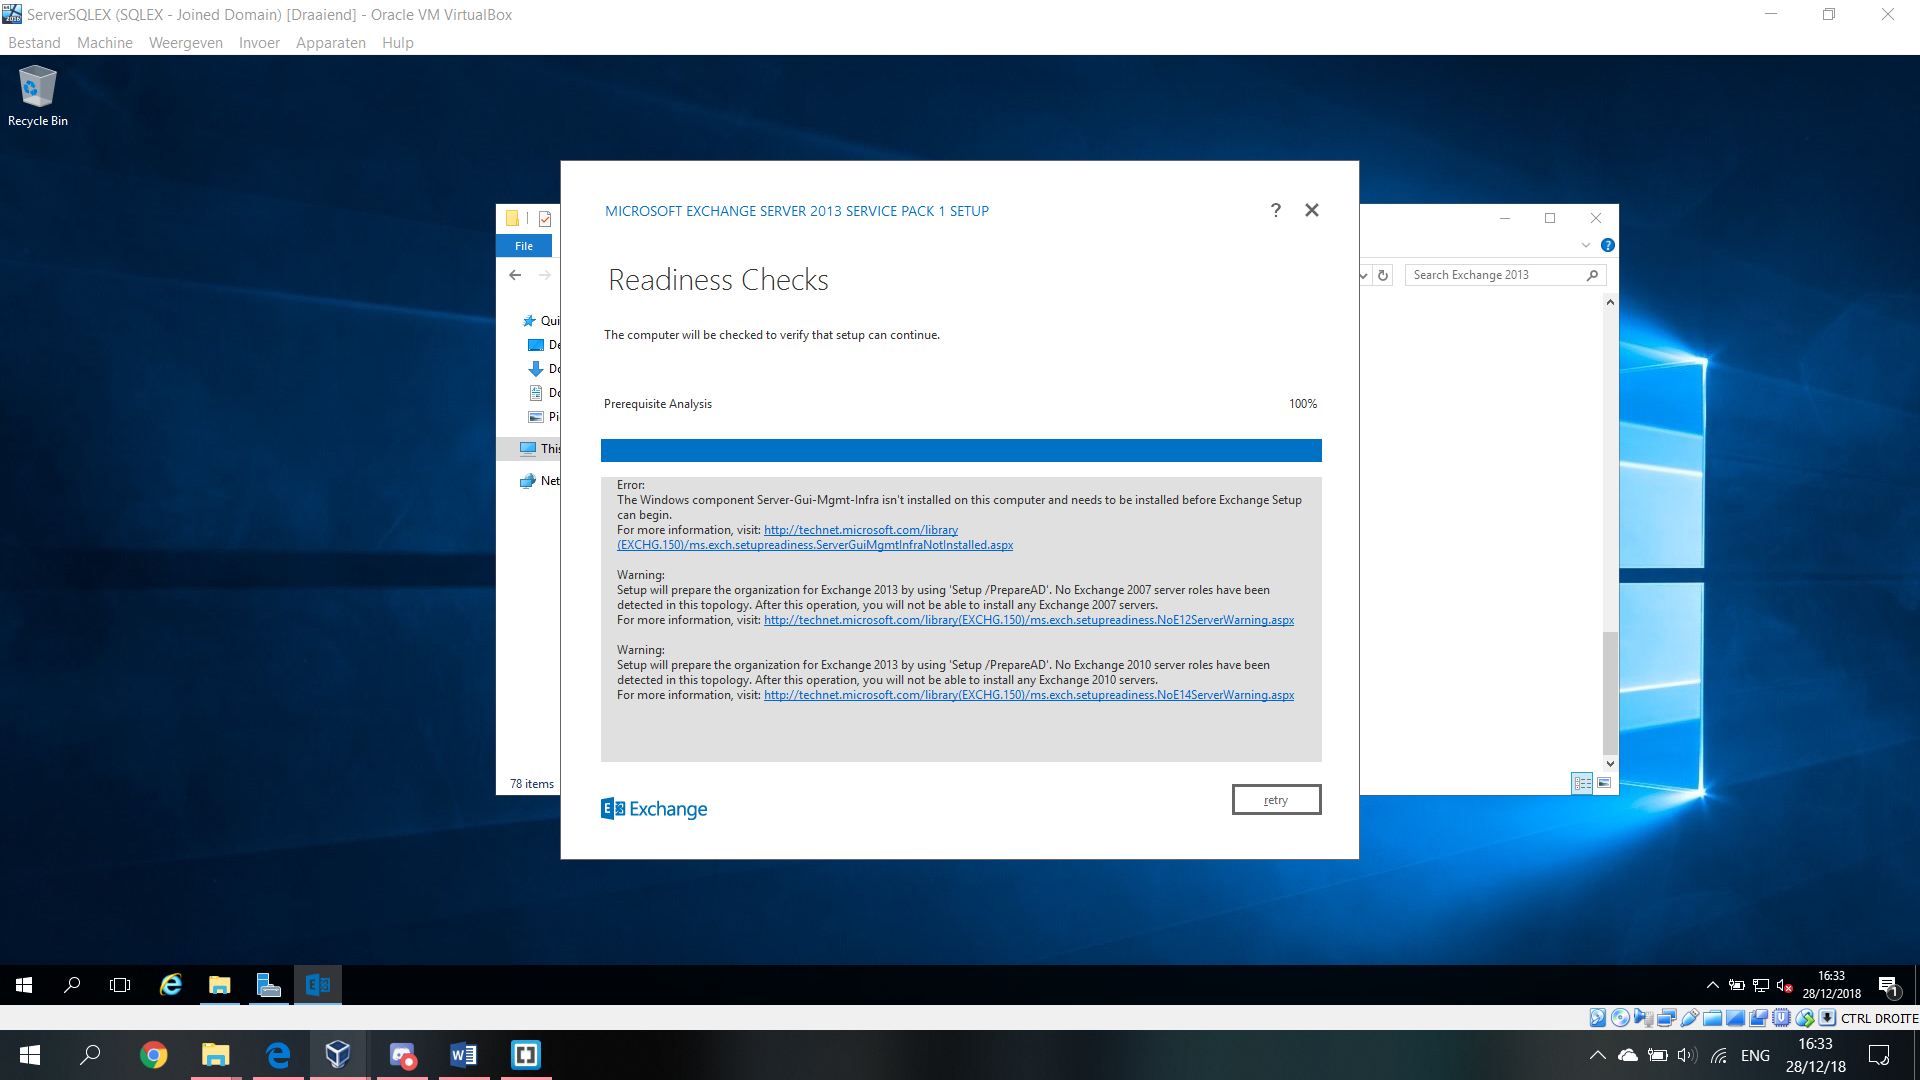 ServerSQLEX (SQLEX - Joined Domain) [Draaiend] - Oracle VM VirtualBox
Bestand Machine Weergeven Invoer Apparaten Hulp
Recycle Bin
MICROSOFT EXCHANGE SERVER 2013 SERVICE PACK 1 SETUP
?
File
Readiness Checks
Search Exchange 2013
Qui
The computer will be checked to verify that setup can continue.
De
Do
Do
Prerequisite Analysis 100%
Pi
This
Net
Error:
The Windows component Server-Gui-Mgmt-Infra isn't installed on this computer and needs to be installed before Exchange Setup
can begin.
For more information, visit: http://technet.microsoft.com/library
(EXCHG.150)/ms.exch.setupreadiness.ServerGuiMgmtInfraNotInstalled.aspx
Warning:
Setup will prepare the organization for Exchange 2013 by using 'Setup /PrepareAD'. No Exchange 2007 server roles have been
detected in this topology. After this operation, you will not be able to install any Exchange 2007 servers.
For more information, visit: http://technet.microsoft.com/library(EXCHG.150)/ms.exch.setupreadiness.NoE12ServerWarning.aspx
Warning:
Setup will prepare the organization for Exchange 2013 by using 'Setup /PrepareAD'. No Exchange 2010 server roles have been
detected in this topology. After this operation, you will not be able to install any Exchange 2010 servers.
For more information, visit: http://technet.microsoft.com/library(EXCHG.150)/ms.exch.setupreadiness.NoE14ServerWarning.aspx
78 items
Exchange
retry
16:33
28/12/2018
1
CTRL DROITE
ENG
16:33
28/12/18